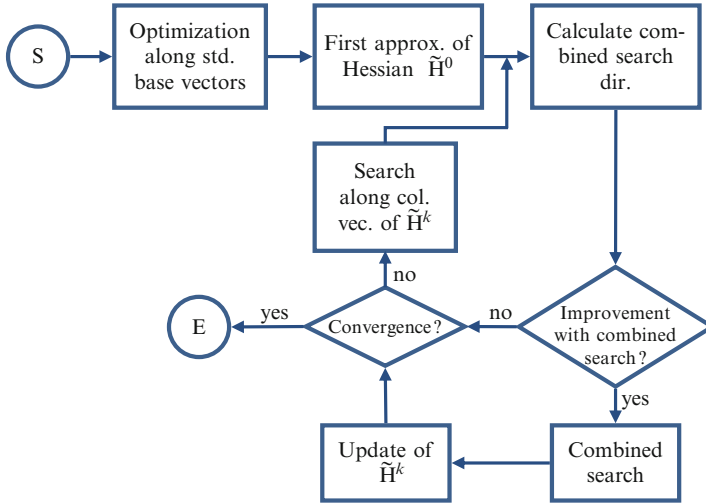 S
Optimization
along std.
base vectors
First approx. of
Hessian H̃⁰
Calculate com-
bined search
dir.
Search
along col.
vec. of H̃ᵏ
no
E
yes
Convergence?
no
Improvement
with combined
search?
yes
Update of
H̃ᵏ
Combined
search